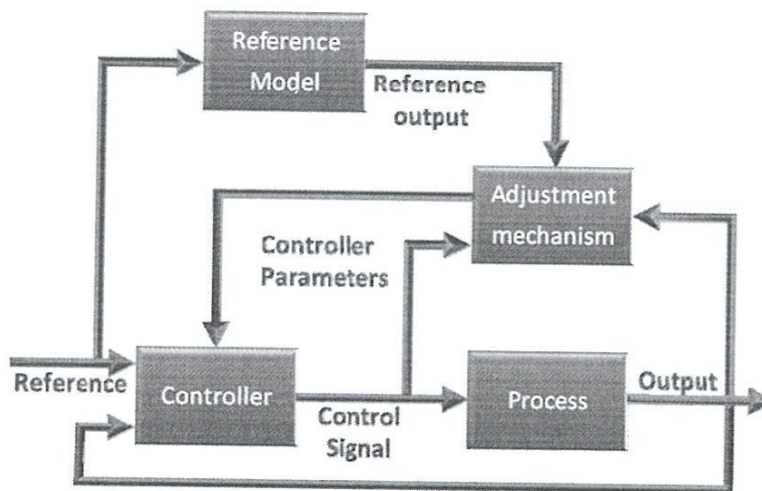 Reference
Model
Reference
output
Adjustment
mechanism
Controller
Parameters
Reference
Controller
Control
Signal
Process
Output